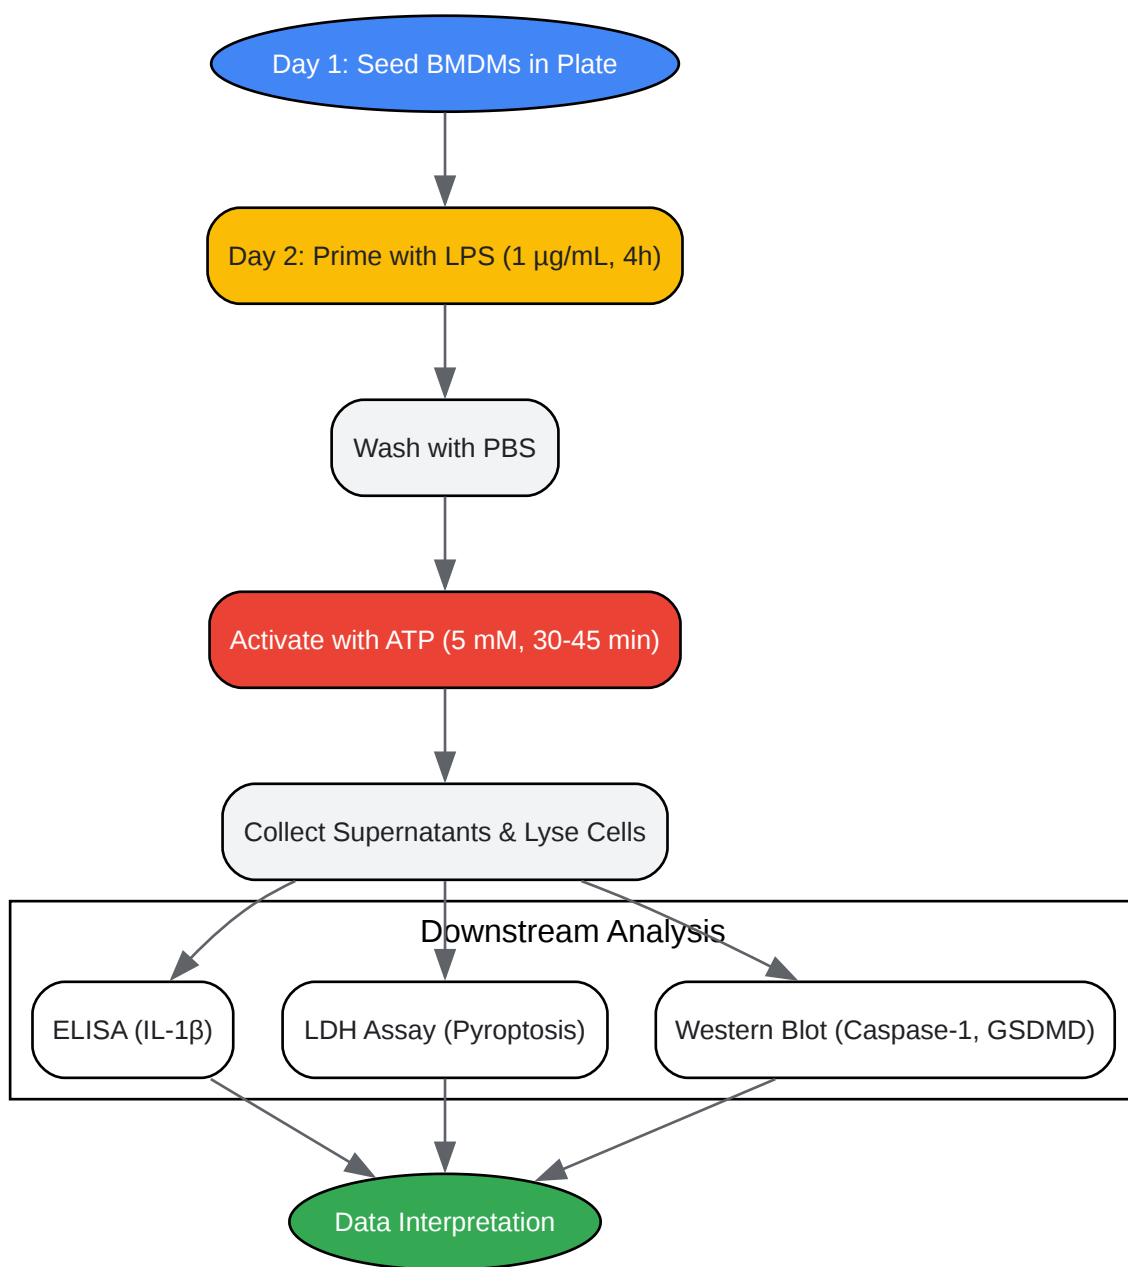 Day 1: Seed BMDMs in Plate
Day 2: Prime with LPS (1 µg/mL, 4h)
Wash with PBS
Activate with ATP (5 mM, 30-45 min)
Collect Supernatants & Lyse Cells
Downstream Analysis
ELISA (IL-1β)
LDH Assay (Pyroptosis)
Western Blot (Caspase-1, GSDMD)
Data Interpretation